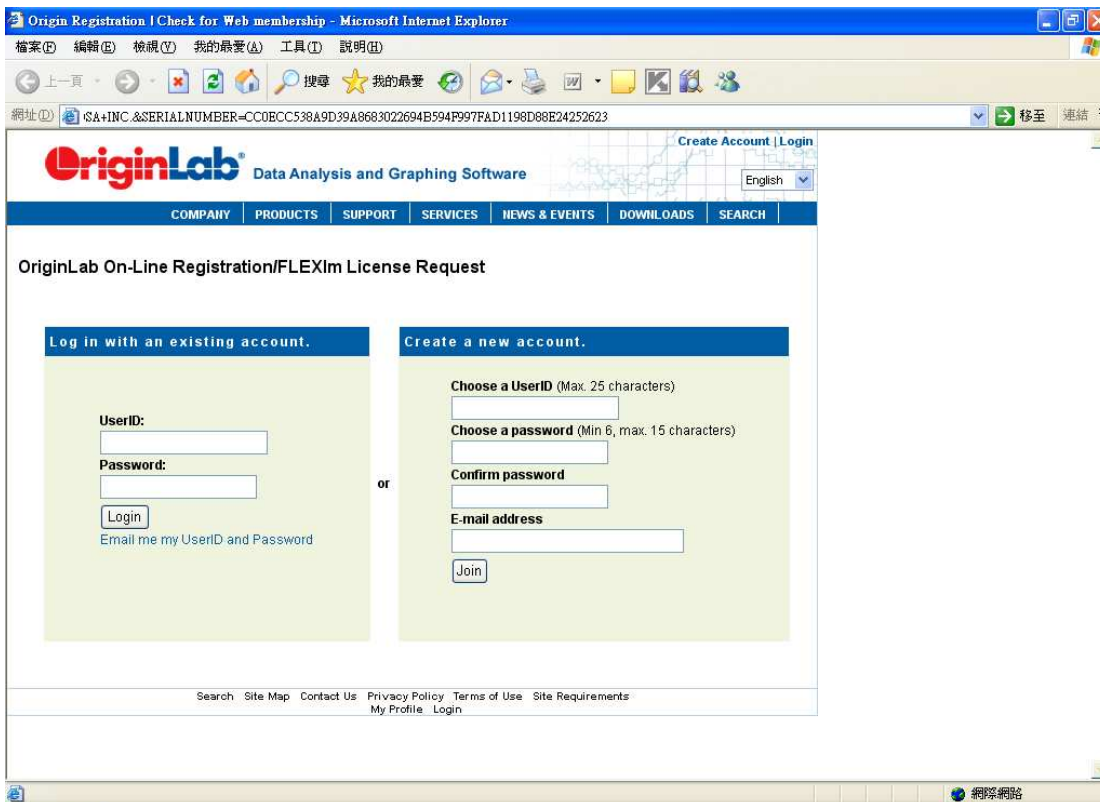 Origin Registration | Check for Web membership - Microsoft Internet Explorer
檔案(F) 編輯(E) 檢視(V) 我的最愛(A) 工具(T) 說明(H)
上一頁 搜尋 我的最愛
網址(D) SA+INC.&SERIALNUMBER=CC0ECC538A9D39A8683022694B594F997FAD1198D88E24252623 移至 連結
Create Account | Login
OriginLab® Data Analysis and Graphing Software
English
COMPANY PRODUCTS SUPPORT SERVICES NEWS & EVENTS DOWNLOADS SEARCH
OriginLab On-Line Registration/FLEXlm License Request
Log in with an existing account.
UserID:
Password:
Login
Email me my UserID and Password
or
Create a new account.
Choose a UserID (Max. 25 characters)
Choose a password (Min 6, max. 15 characters)
Confirm password
E-mail address
Join
Search Site Map Contact Us Privacy Policy Terms of Use Site Requirements
My Profile Login
網際網路